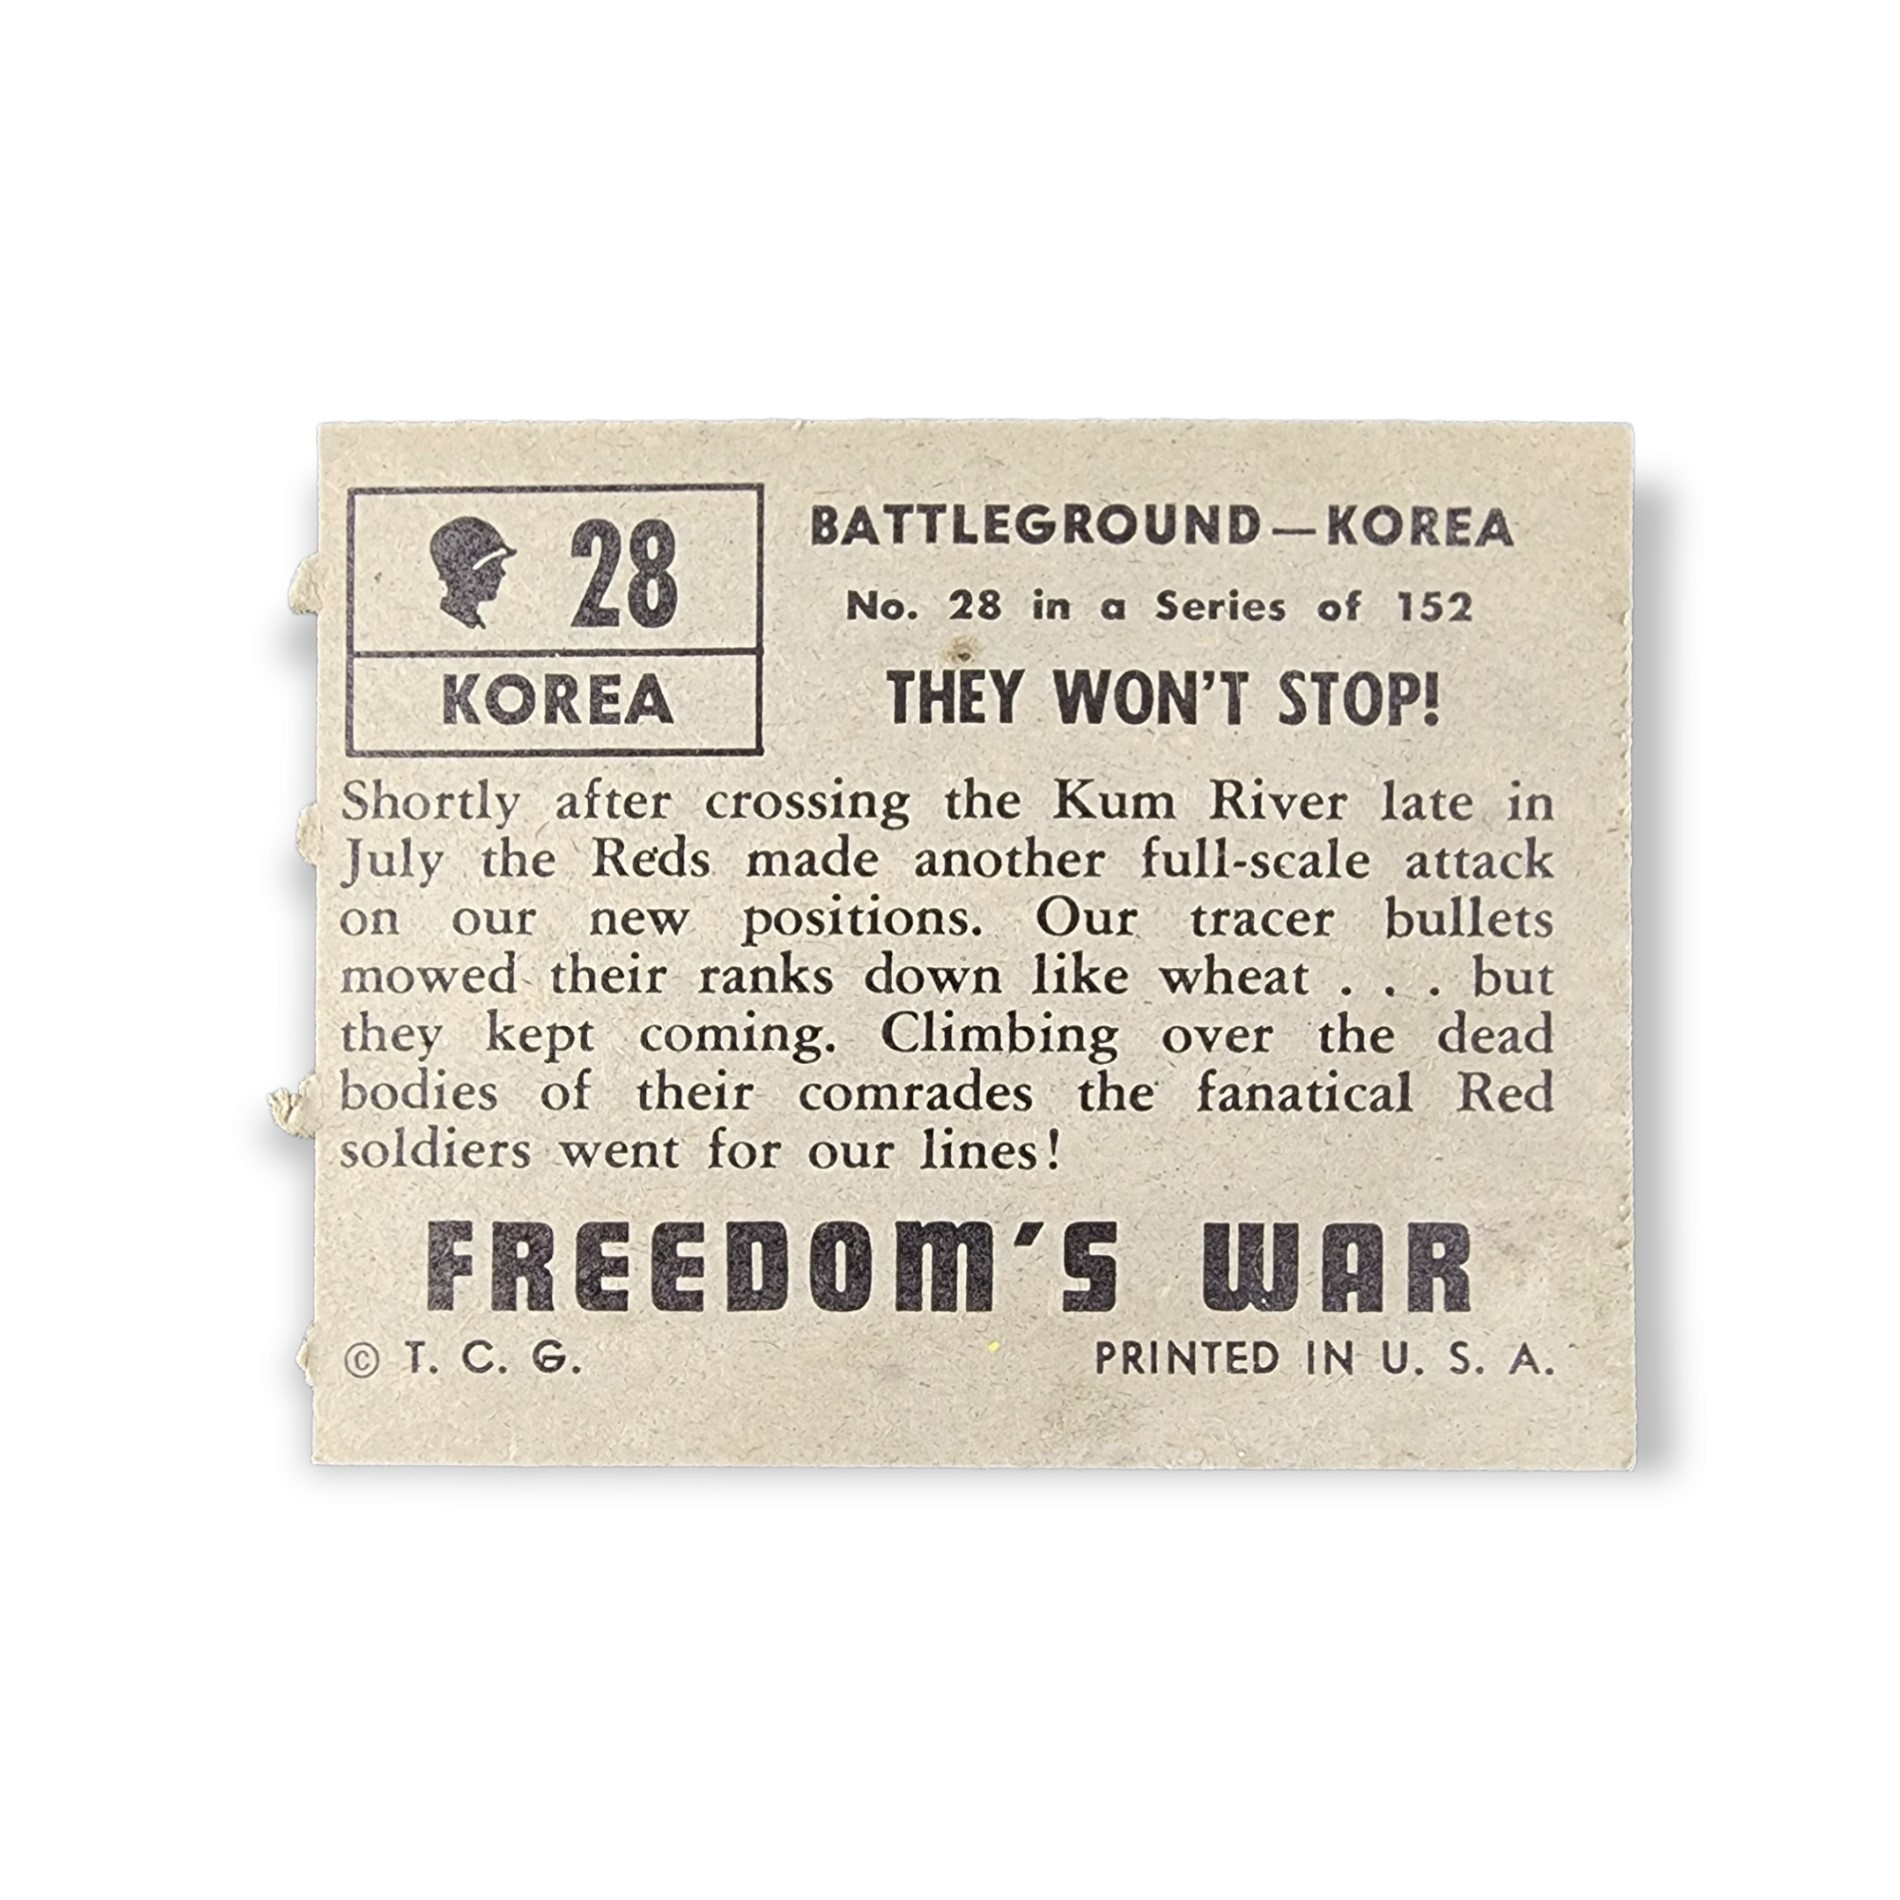 28
KOREA
BATTLEGROUND—KOREA
No. 28 in a Series of 152
THEY WON'T STOP!
Shortly after crossing the Kum River late in
July the Reds made another full-scale attack
on our new positions. Our tracer bullets
mowed their ranks down like wheat . . . but
they kept coming. Climbing over the dead
bodies of their comrades the fanatical Red
soldiers went for our lines!
FREEDOM'S WAR
© T. C. G.
PRINTED IN U. S. A.